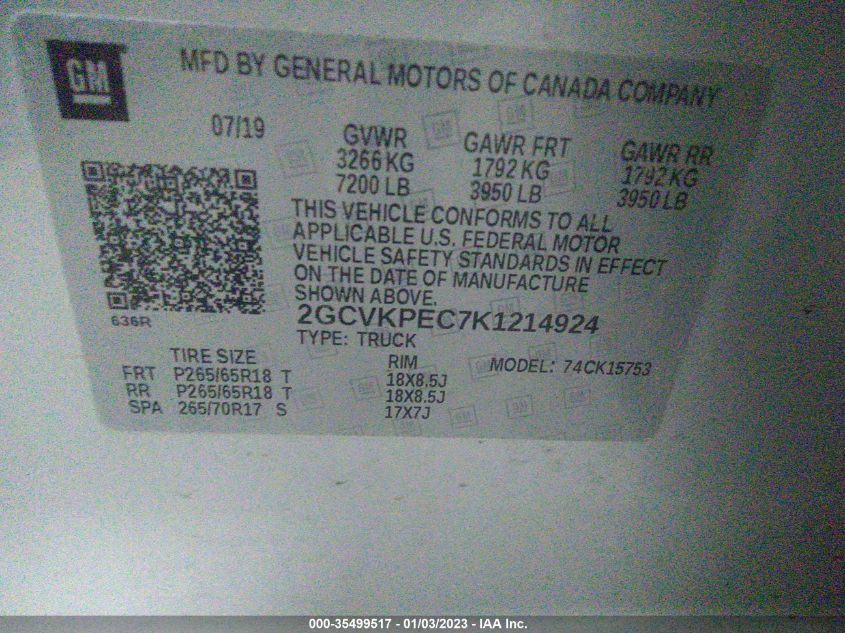 GM
MFD BY GENERAL MOTORS OF CANADA COMPANY
07/19
GVWR GAWR FRT GAWR RR
3266 KG 1792 KG 1792 KG
7200 LB 3950 LB 3950 LB
THIS VEHICLE CONFORMS TO ALL
APPLICABLE U.S. FEDERAL MOTOR
VEHICLE SAFETY STANDARDS IN EFFECT
ON THE DATE OF MANUFACTURE
SHOWN ABOVE.
636R
2GCVKPEC7K1214924
TYPE: TRUCK
TIRE SIZE RIM MODEL: 74CK15753
FRT P265/65R18 T 18X8.5J
RR P265/65R18 T 18X8.5J
SPA 265/70R17 S 17X7J
000-35499517 - 01/03/2023 - IAA Inc.